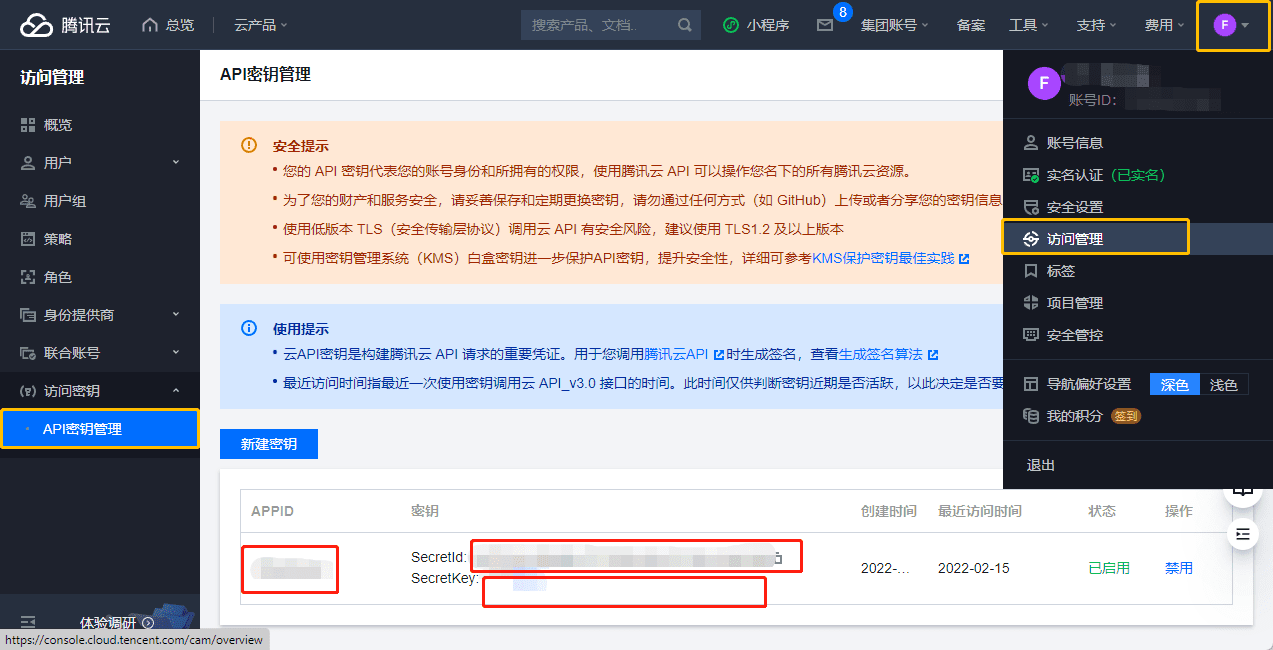 腾讯云 总览 云产品 搜索产品、文档.. 小程序 8 集团账号 备案 工具 支持 费用 F
访问管理
概览
用户
用户组
策略
角色
身份提供商
联合账号
访问密钥
API密钥管理
体验调研
https://console.cloud.tencent.com/cam/overview
API密钥管理
安全提示
• 您的 API 密钥代表您的账号身份和所拥有的权限，使用腾讯云 API 可以操作您名下的所有腾讯云资源。
• 为了您的财产和服务安全，请妥善保存和定期更换密钥，请勿通过任何方式（如 GitHub）上传或者分享您的密钥信息
• 使用低版本 TLS（安全传输层协议）调用云 API 有安全风险，建议使用 TLS1.2 及以上版本
• 可使用密钥管理系统（KMS）白盒密钥进一步保护API密钥，提升安全性，详细可参考KMS保护密钥最佳实践
使用提示
• 云API密钥是构建腾讯云 API 请求的重要凭证。用于您调用腾讯云API 时生成签名，查看生成签名算法
• 最近访问时间指最近一次使用密钥调用云 API_v3.0 接口的时间。此时间仅供判断密钥近期是否活跃，以此决定是否要
新建密钥
APPID 密钥 创建时间 最近访问时间 状态 操作
SecretId:
SecretKey:
2022-... 2022-02-15 已启用 禁用
F
账号ID：
账号信息
实名认证（已实名）
安全设置
访问管理
标签
项目管理
安全管控
导航偏好设置 深色 浅色
我的积分 签到
退出